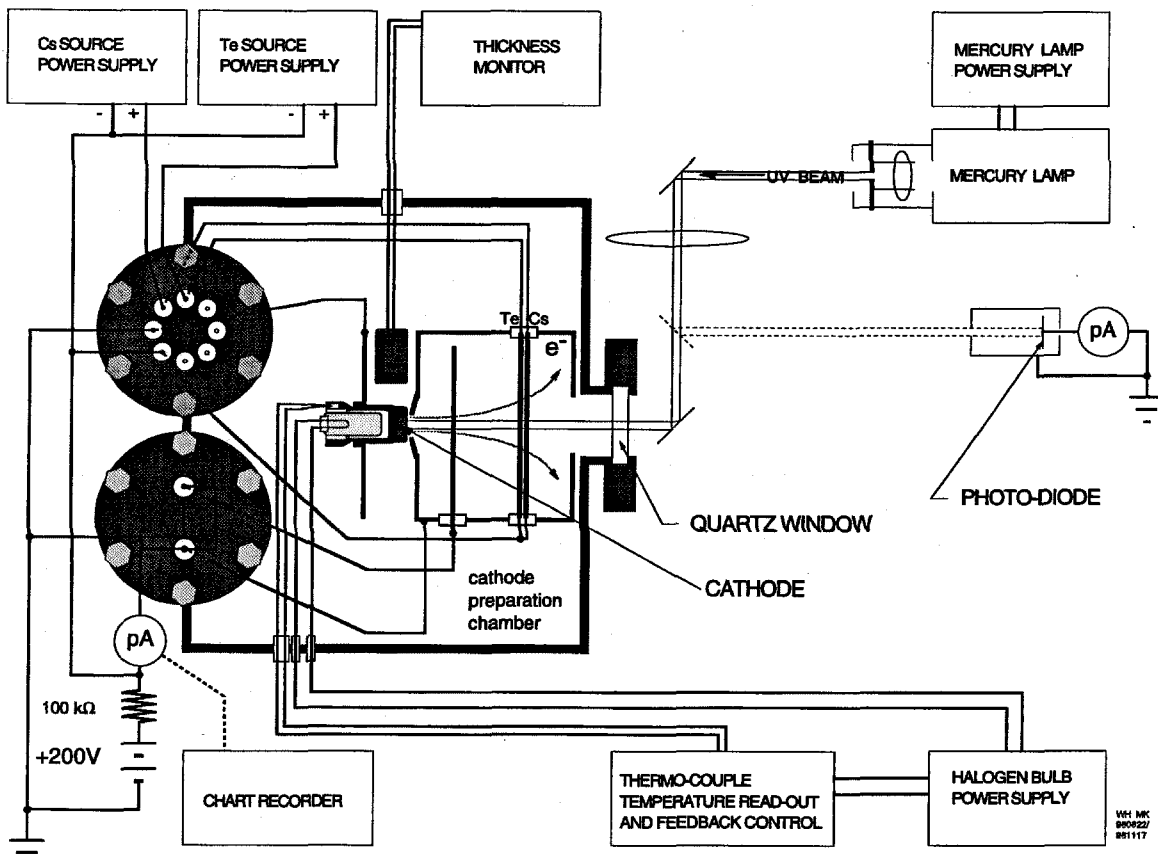 Cs SOURCE
POWER SUPPLY
Te SOURCE
POWER SUPPLY
THICKNESS
MONITOR
MERCURY LAMP
POWER SUPPLY
- +
- +
UV BEAM
MERCURY LAMP
Te Cs
e-
pA
PHOTO-DIODE
QUARTZ WINDOW
CATHODE
cathode
preparation
chamber
pA
100 kΩ
+200V
CHART RECORDER
THERMO-COUPLE
TEMPERATURE READ-OUT
AND FEEDBACK CONTROL
HALOGEN BULB
POWER SUPPLY
WH MK
980622/
981117